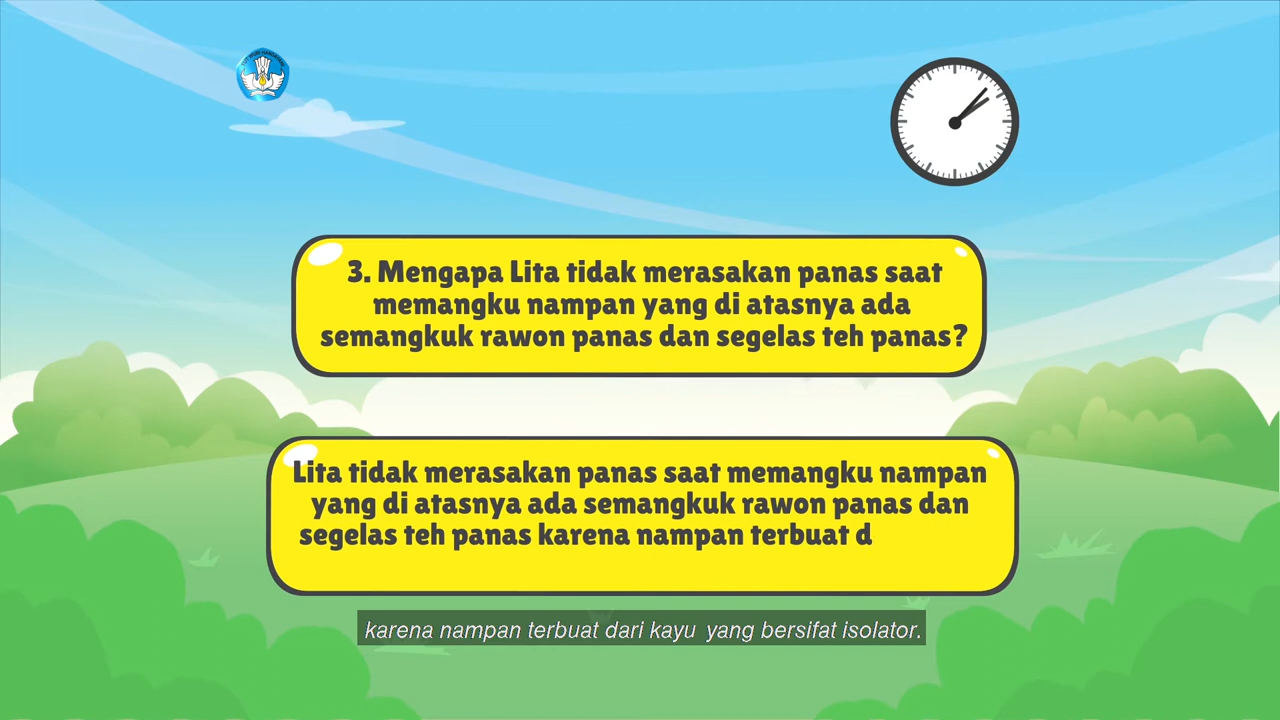 3. Mengapa Lita tidak merasakan panas saat
memangku nampan yang di atasnya ada
semangkuk rawon panas dan segelas teh panas?
Lita tidak merasakan panas saat memangku nampan
yang di atasnya ada semangkuk rawon panas dan
segelas teh panas karena nampan terbuat d
karena nampan terbuat dari kayu yang bersifat isolator.